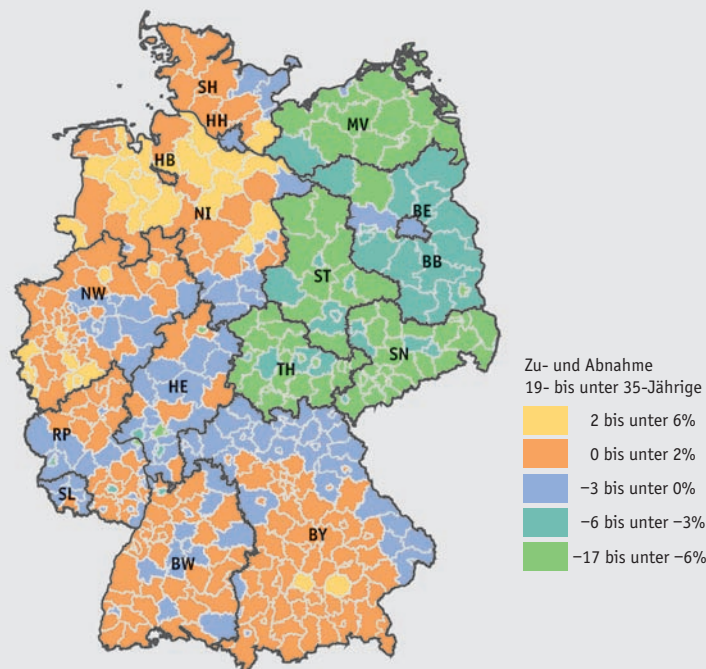 SH
HH
MV
HB
NI
BE
BB
ST
NW
SN
TH
HE
RP
SL
BY
BW
Zu- und Abnahme
19- bis unter 35-Jährige
2 bis unter 6%
0 bis unter 2%
−3 bis unter 0%
−6 bis unter −3%
−17 bis unter −6%